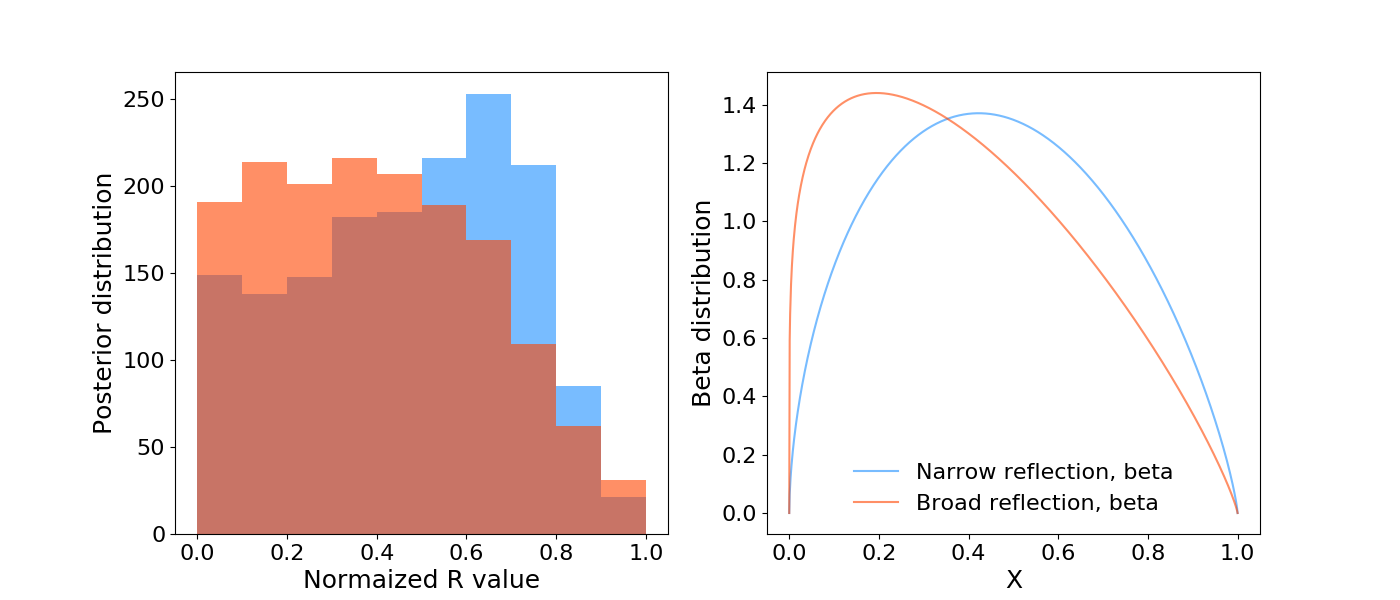 Posterior distribution
250
200
150
100
50
0
0.0 0.2 0.4 0.6 0.8 1.0
Normaized R value
Beta distribution
1.4
1.2
1.0
0.8
0.6
0.4
0.2
0.0
Narrow reflection, beta
Broad reflection, beta
0.0 0.2 0.4 0.6 0.8 1.0
X